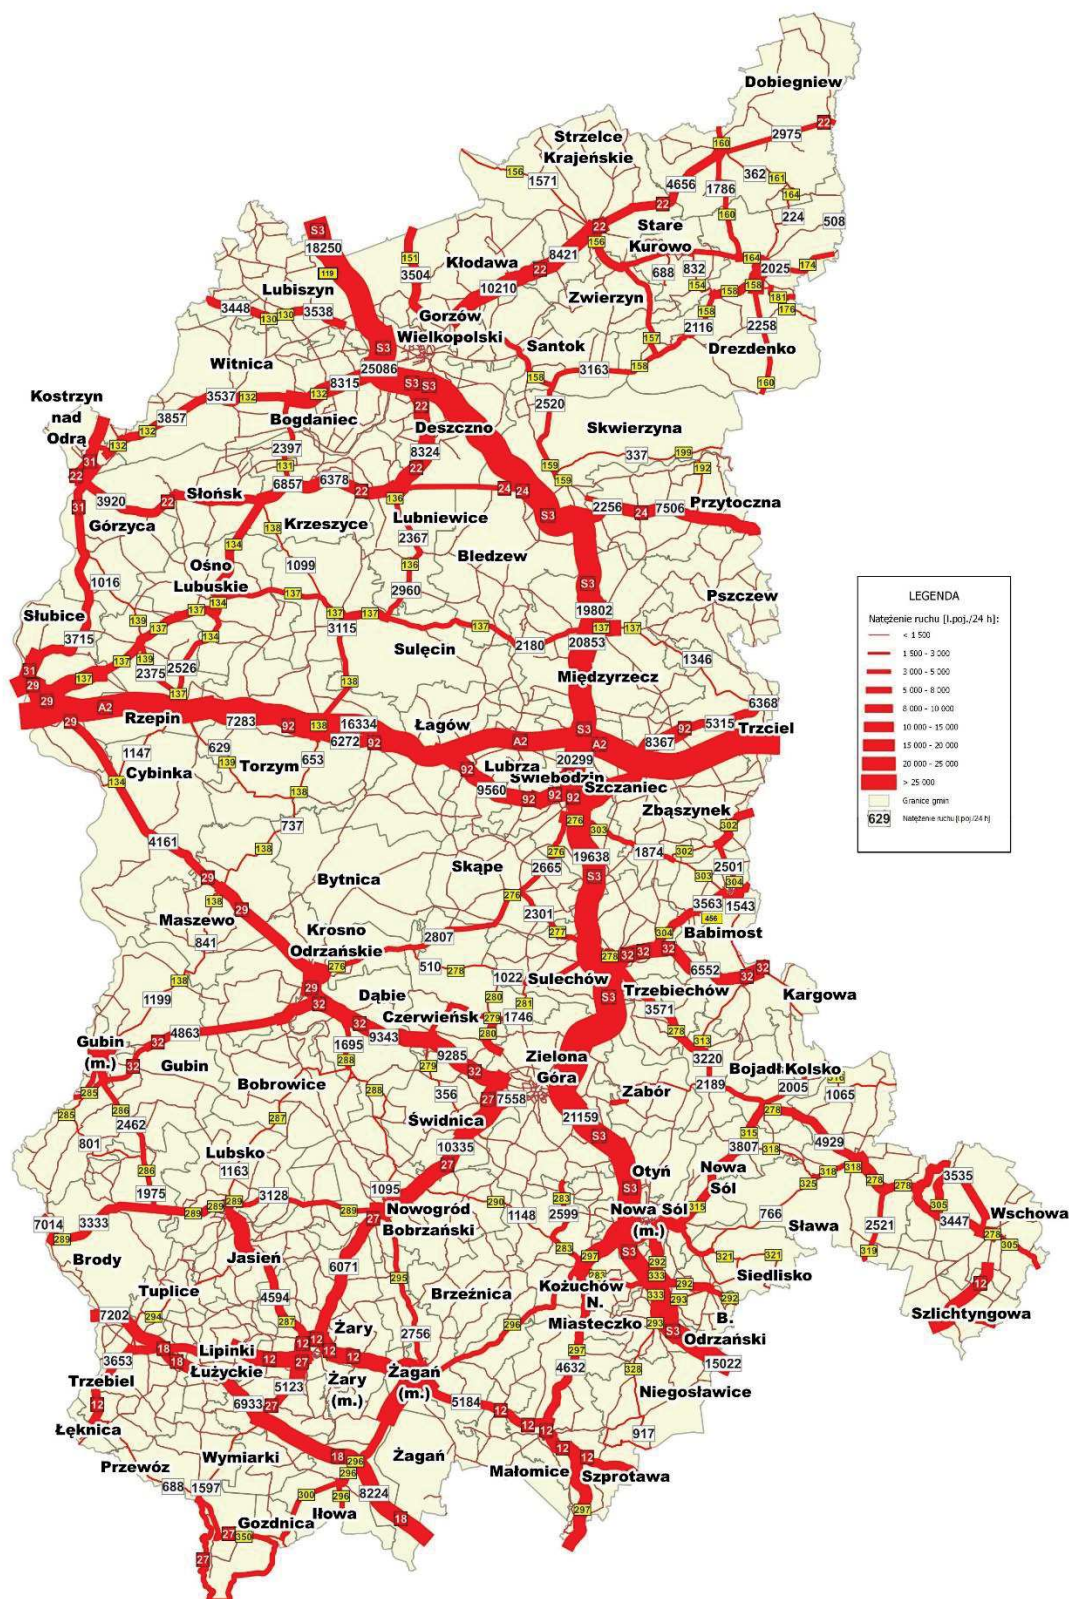 Dobiegniew
22
2975
160
Strzelce
Krajeńskie
156
1571
362
161
4656
1786
164
22
160
224
508
S3
18250
22
Stare
156
Kurowo
119
151
3504
Kłodawa
8421
22
164
2025
174
688
832
154
Lubiszyn
10210
Zwierzyn
158
158
181
176
3448
3538
130
130
Gorzów
Wielkopolski
158
2116
2258
157
S3
Santok
Drezdenko
Witnica
25086
3163
158
8315
S3
S3
158
160
Kostrzyn
nad
Odrą
3537
132
132
2520
22
3857
Bogdaniec
Deszczno
Skwierzyna
132
132
2397
8324
337
199
31
131
22
159
192
22
6857
6378
159
3920
22
Słońsk
22
136
24
24
Przytoczna
31
Górzyca
S3
2256
24
7506
138
Krzeszyce
Lubniewice
134
2367
Bledzew
Ośno
Lubuskie
1099
136
1016
2960
S3
Pszczew
137
134
137
19802
Słubice
139
137
137
137
137
137
137
3715
134
3115
2180
20853
Sulęcin
1346
137
139
2526
31
2375
Międzyrzecz
29
137
137
138
29
6368
A2
Rzepin
7283
16334
Łagów
S3
92
5315
29
92
138
A2
A2
8367
Trzciel
6272
92
1147
629
653
20299
139
Lubrza
Cybinka
Torzym
92
Świebodzin
134
9560
Szczaniec
138
92
92
92
Zbąszynek
276
303
302
737
4161
138
19638
1874
302
276
2665
Skąpe
2501
29
S3
303
304
Bytnica
276
138
29
3563
1543
Maszewo
2301
456
Krosno
Odrzańskie
277
304
Babimost
841
2807
32
32
32
276
510
278
278
6552
32
32
138
29
1022
Sulechów
1199
32
Dąbie
280
281
S3
Trzebiechów
Kargowa
Czerwieńsk
279
1746
3571
4863
32
9343
280
278
Gubin
(m.)
32
1695
313
32
Gubin
288
9285
Zielona
Góra
3220
279
32
Bojadła
Kolsko
Bobrowice
2189
2005
316
285
288
356
27
7558
Zabór
1065
286
Świdnica
285
287
278
2462
21159
801
10335
315
4929
S3
3807
318
Lubsko
27
318
318
286
1163
Otyń
Nowa
Sól
278
278
3535
1975
289
3128
1095
S3
325
289
290
283
305
7014
3333
289
289
Nowogród
Bobrzański
1148
2599
Nowa Sól
(m.)
315
766
3447
Wschowa
289
27
Sława
2521
278
Brody
Jasień
283
297
S3
305
6071
292
321
321
319
295
283
333
Kożuchów
Siedlisko
12
Tuplice
4594
Brzeźnica
N.
292
292
333
293
Szlichtyngowa
7202
294
287
Miasteczko
B.
Odrzański
296
293
2756
S3
12
Żary
18
Lipinki
Łużyckie
12
12
12
12
297
3653
18
27
15022
Trzebiel
Żary
(m.)
Żagań
(m.)
4632
5123
328
Niegosławice
6933
5184
12
27
12
12
12
Łęknica
917
12
18
Wymiarki
296
Żagań
Małomice
12
Przewóz
296
Szprotawa
688
1597
8224
300
296
297
Iłowa
18
27
350
Gozdnica
27
LEGENDA
Natężenie ruchu [l.poj./24 h]:
< 1 500
1 500 - 3 000
3 000 - 5 000
5 000 - 8 000
8 000 - 10 000
10 000 - 15 000
15 000 - 20 000
20 000 - 25 000
> 25 000
Granice gmin
629 Natężenie ruchu [l.poj./24 h]